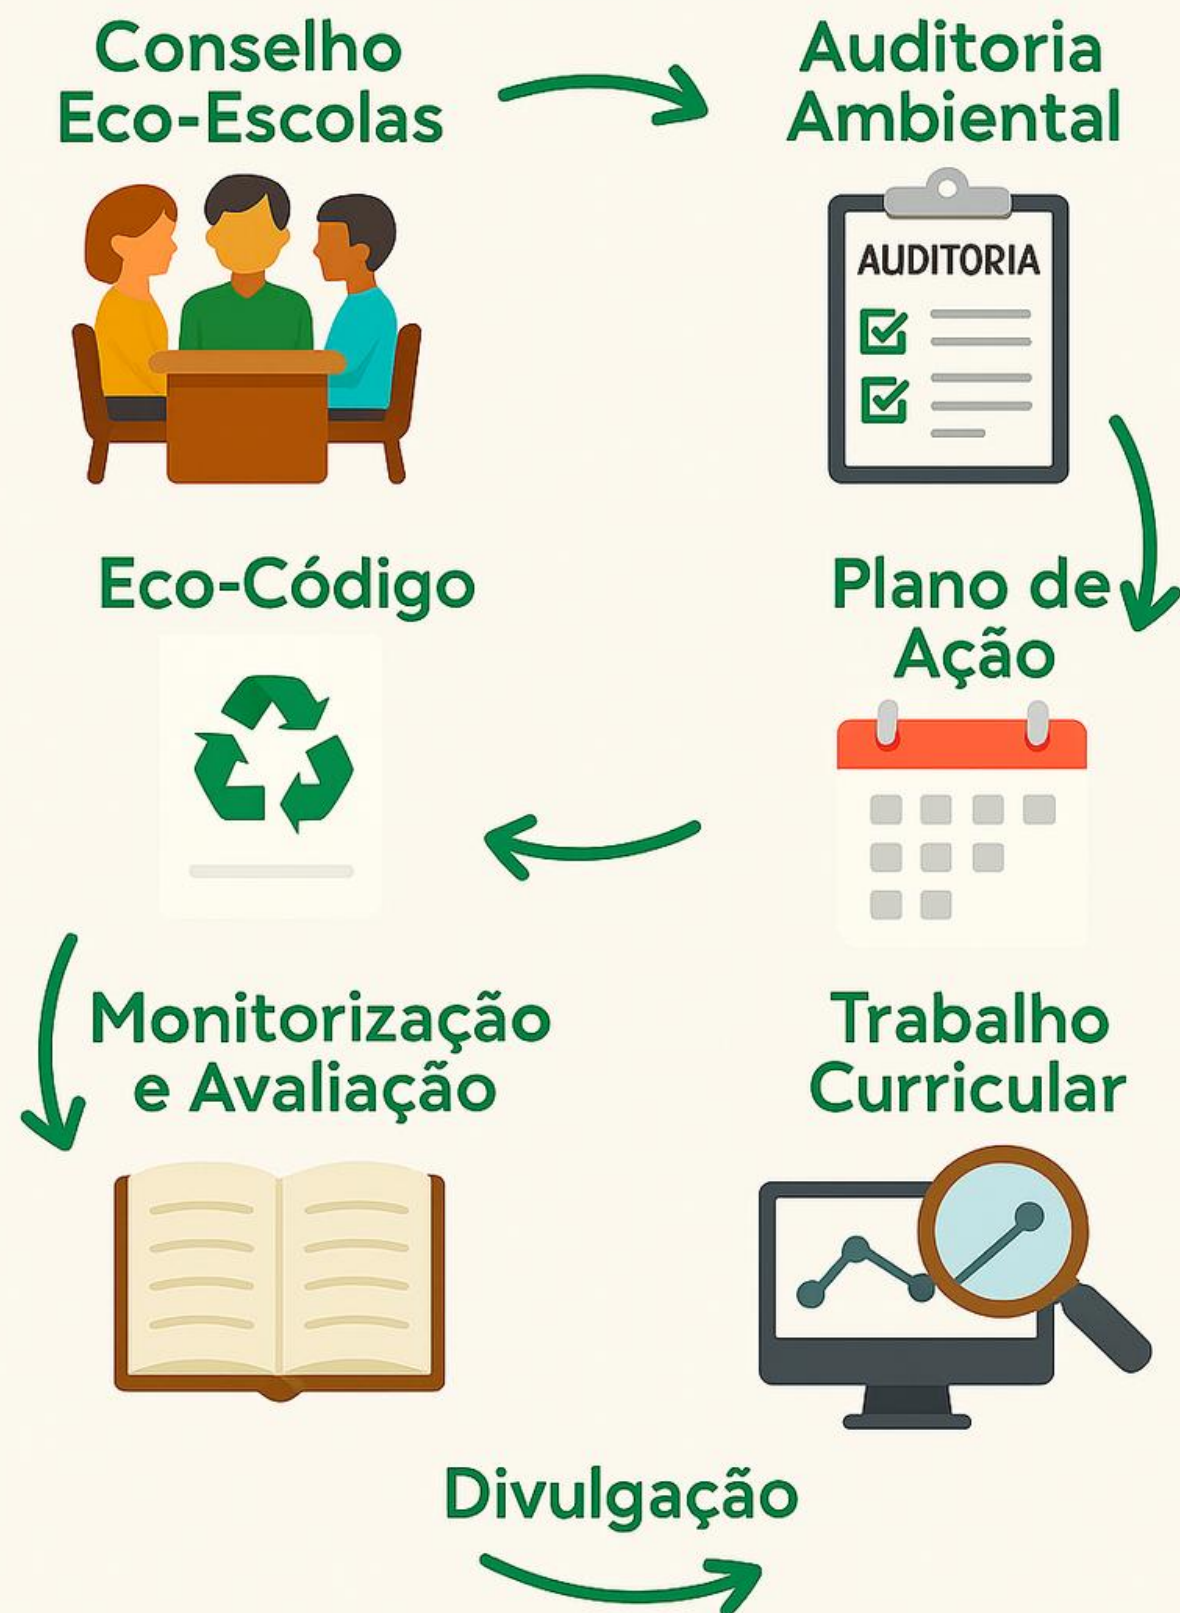 Conselho
Eco-Escolas
Auditoria
Ambiental
AUDITORIA
Eco-Código
Plano de
Ação
Monitorização
e Avaliação
Trabalho
Curricular
Divulgação